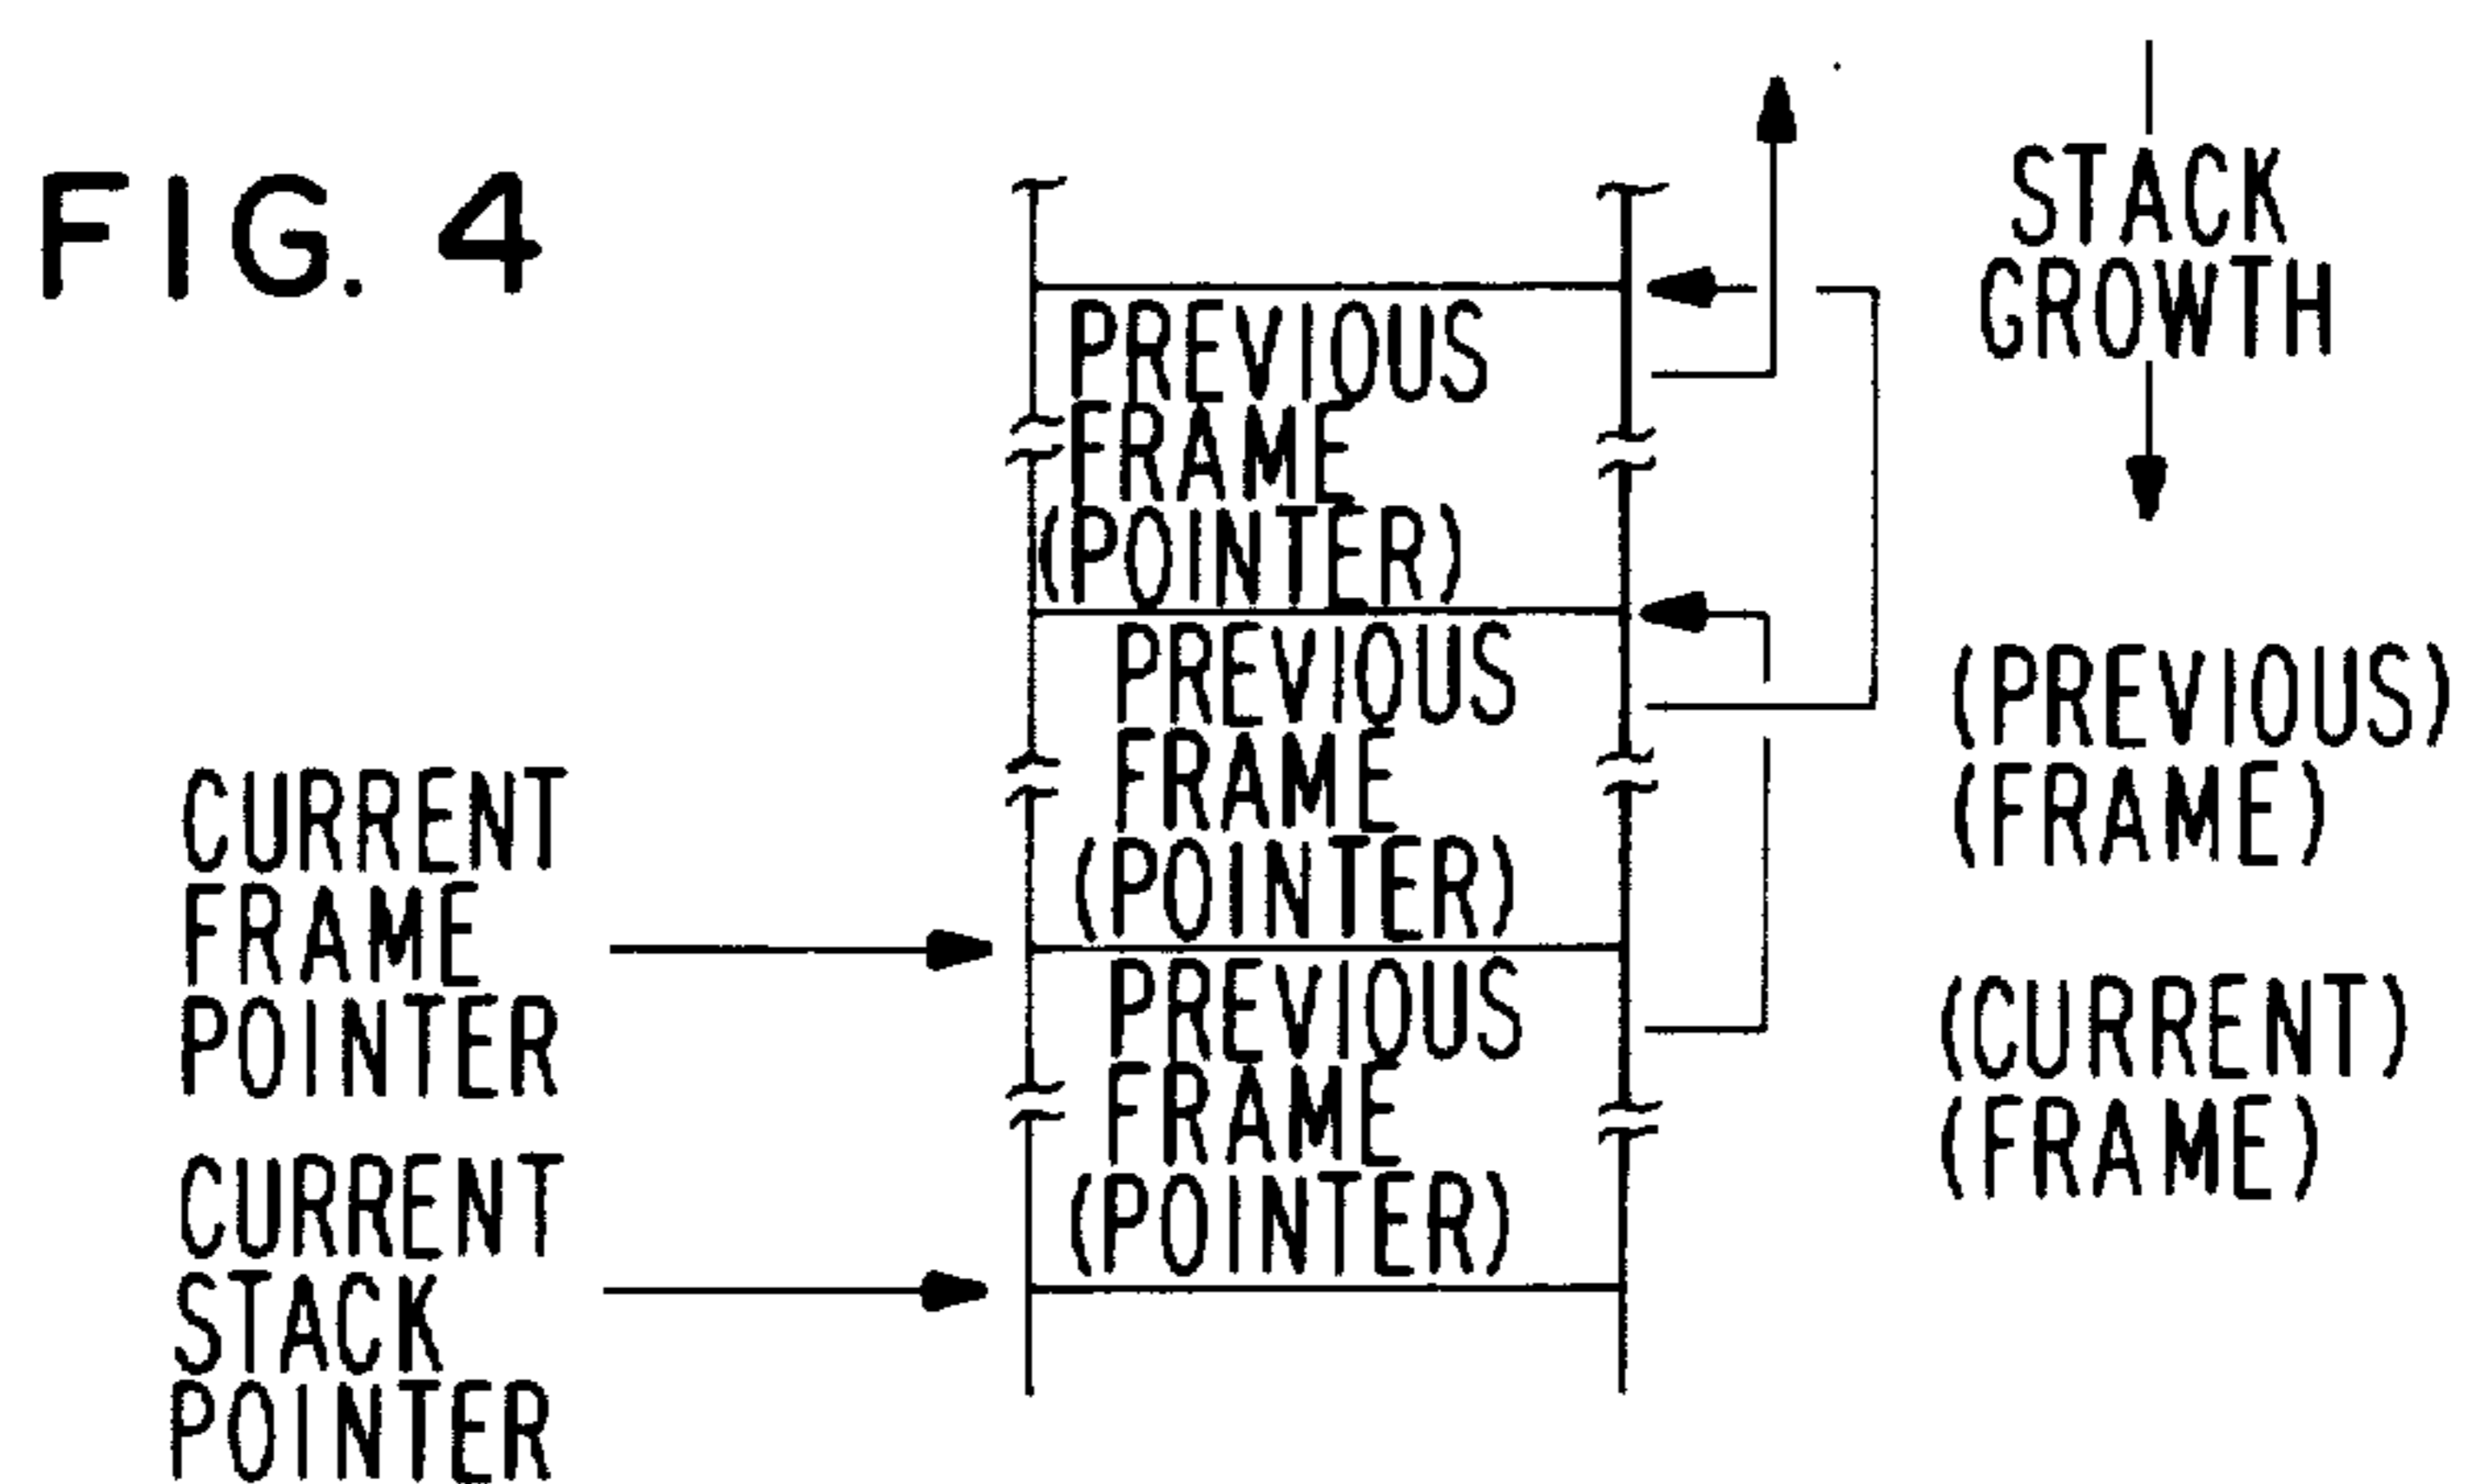 FIG. 4
STACK
GROWTH
PREVIOUS
FRAME
(POINTER)
PREVIOUS
FRAME
(POINTER)
(PREVIOUS)
(FRAME)
CURRENT
FRAME
POINTER
PREVIOUS
FRAME
(POINTER)
(CURRENT)
(FRAME)
CURRENT
STACK
POINTER